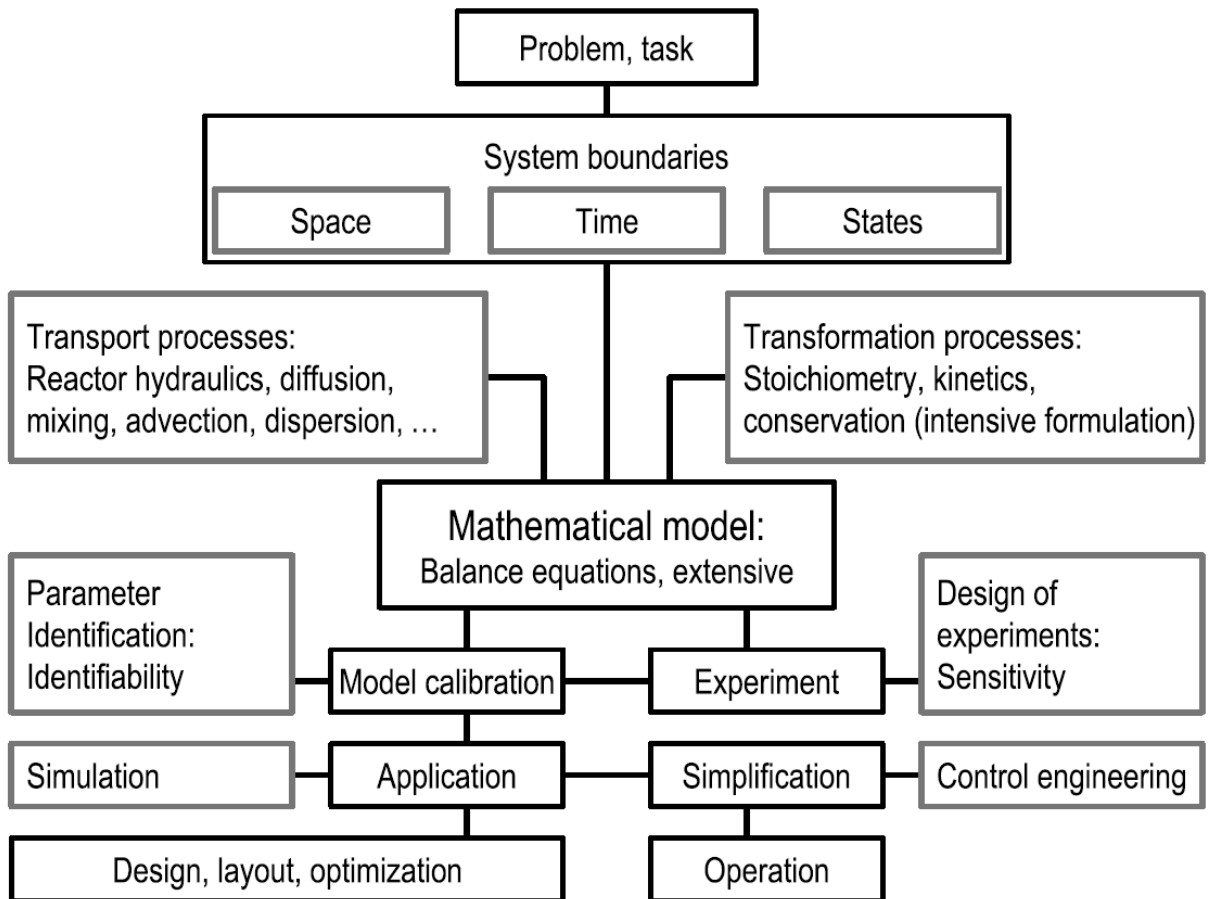 Problem, task
System boundaries
Space
Time
States
Transport processes:
Reactor hydraulics, diffusion,
mixing, advection, dispersion, …
Transformation processes:
Stoichiometry, kinetics,
conservation (intensive formulation)
Mathematical model:
Balance equations, extensive
Parameter
Identification:
Identifiability
Model calibration
Experiment
Design of
experiments:
Sensitivity
Simulation
Application
Simplification
Control engineering
Design, layout, optimization
Operation